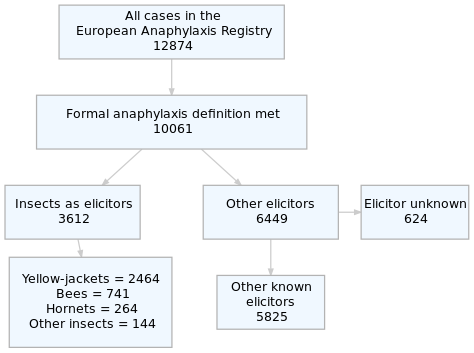 All cases in the
European Anaphylaxis Registry
12874
Formal anaphylaxis definition met
10061
Insects as elicitors
3612
Other elicitors
6449
Elicitor unknown
624
Yellow-jackets = 2464
Bees = 741
Hornets = 264
Other insects = 144
Other known
elicitors
5825